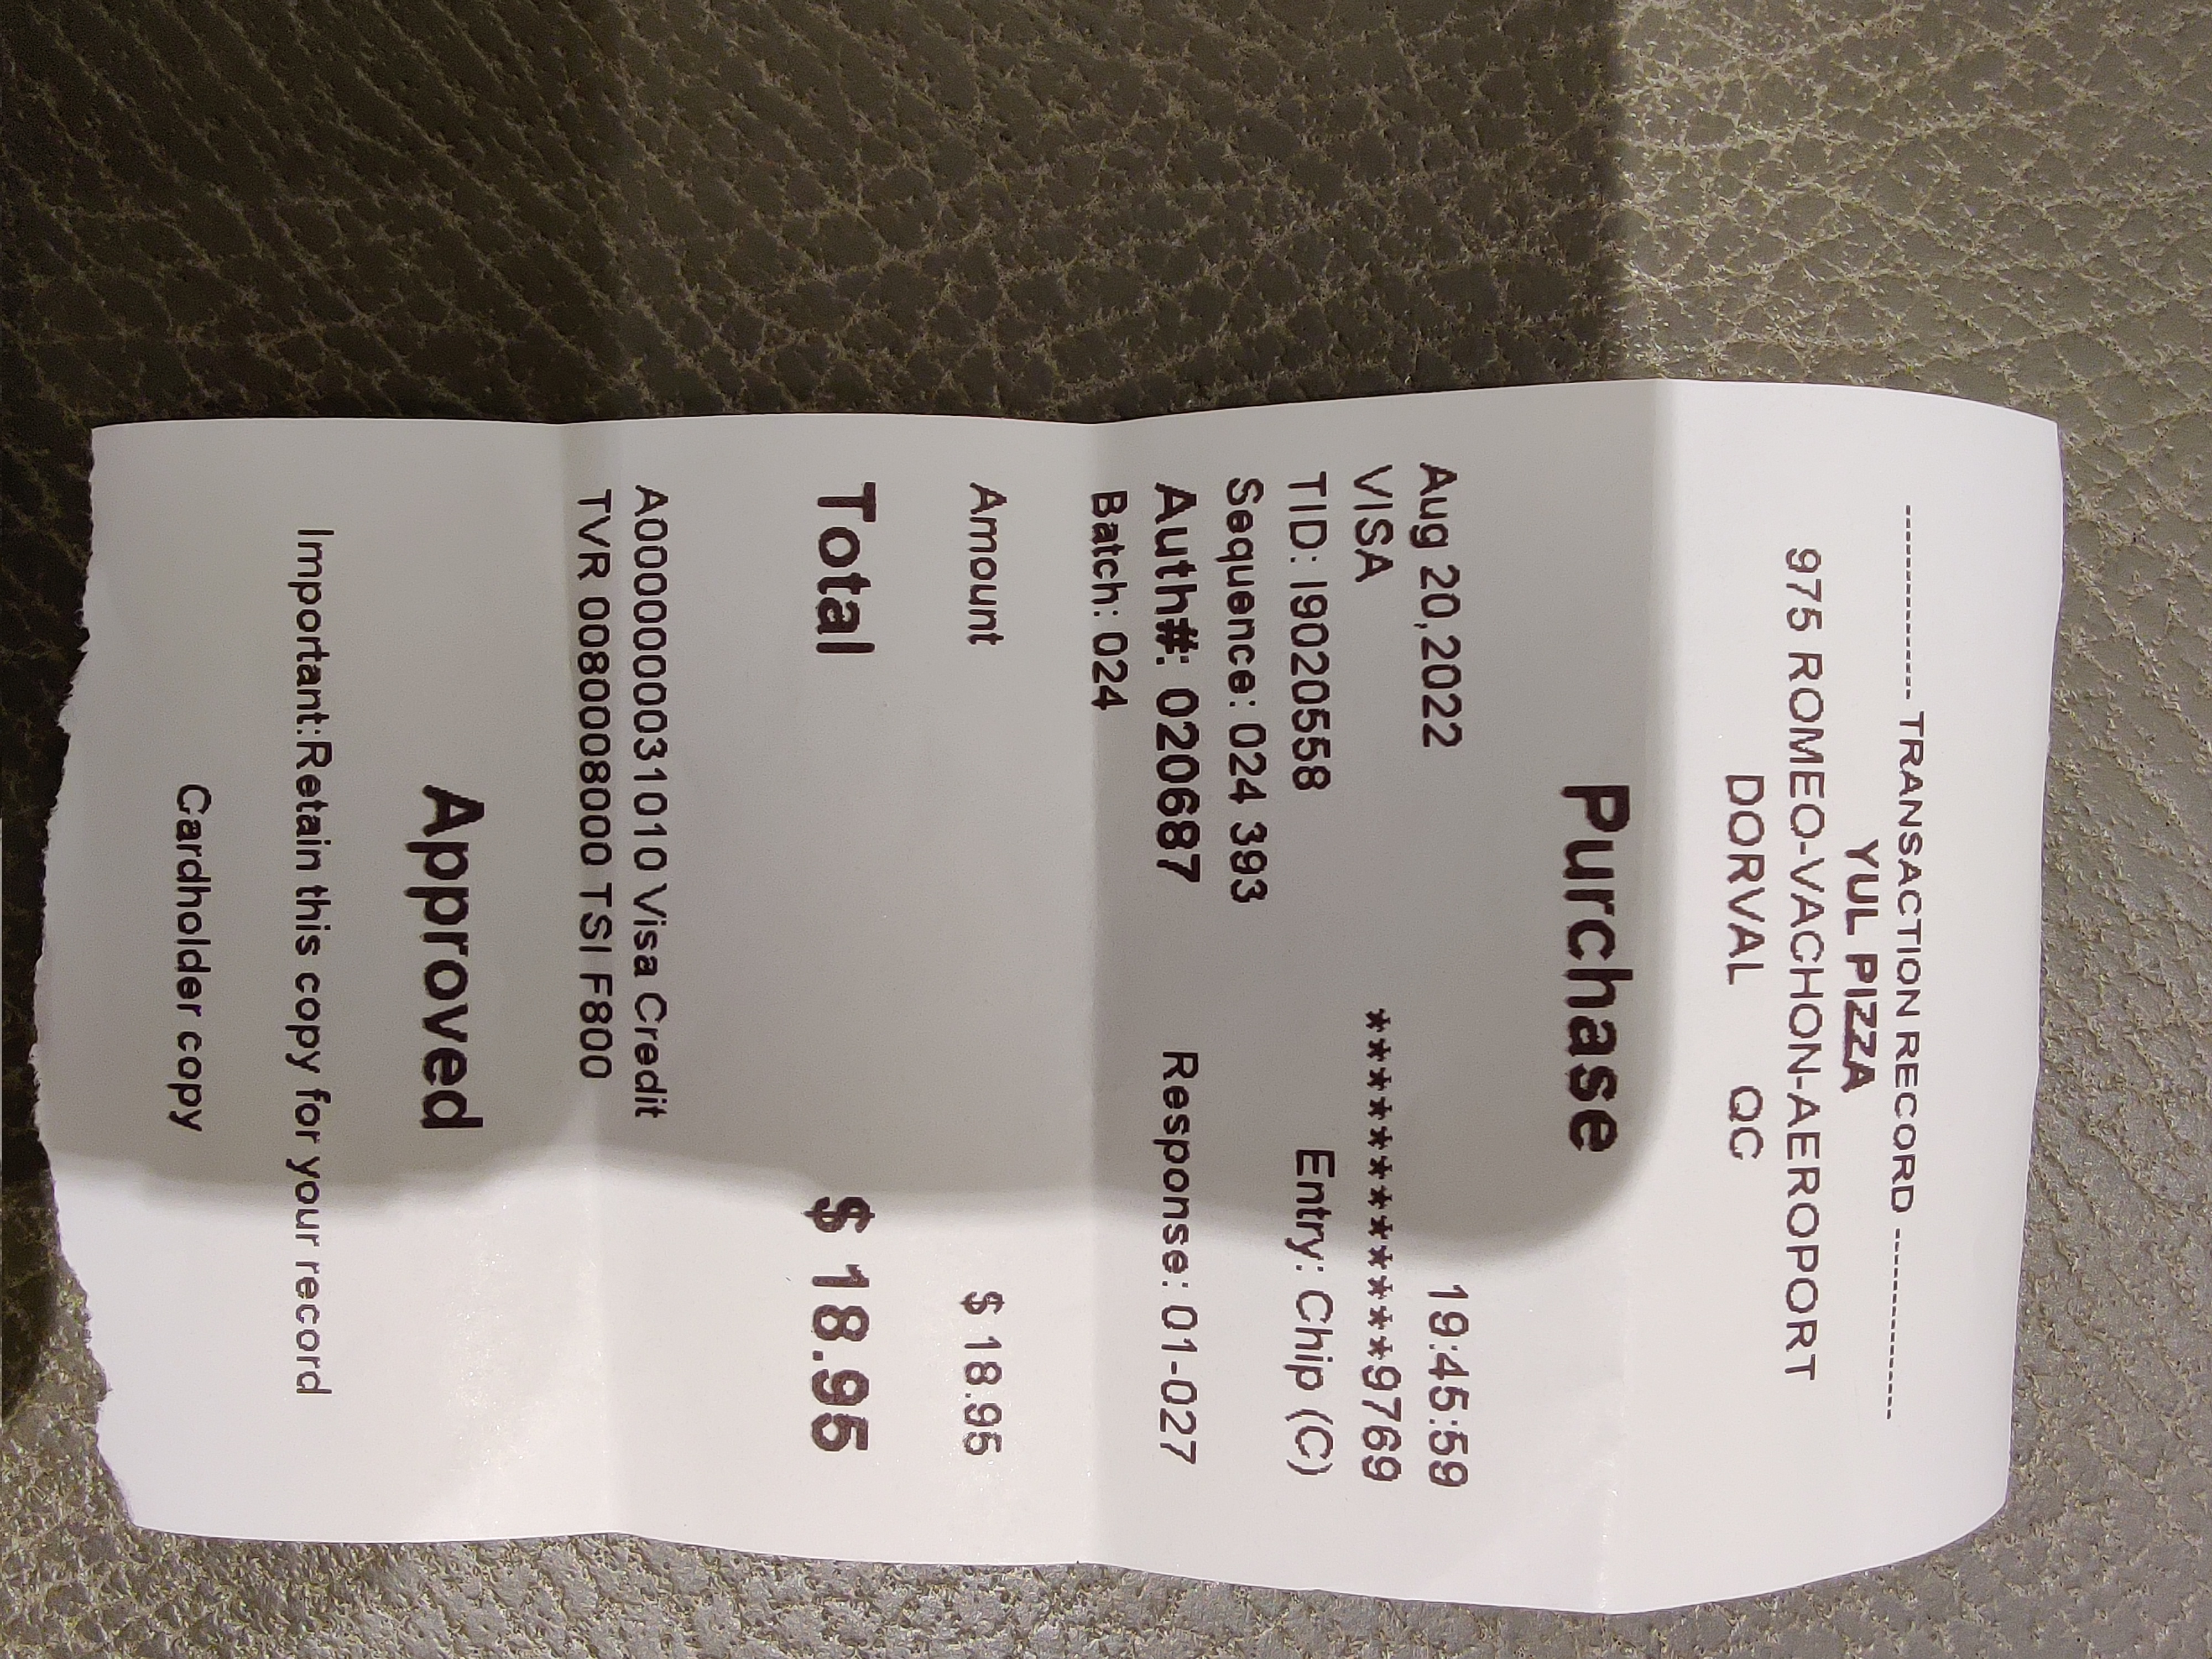 --------------- TRANSACTION RECORD ---------------
YUL PIZZA
975 ROMEO-VACHON-AEROPORT
DORVAL QC
Purchase
Aug 20,2022 19:45:59
VISA ************9769
TID: I9020558 Entry: Chip (C)
Sequence: 024 393
Auth#: 020687 Response: 01-027
Batch: 024
Amount $ 18.95
Total $ 18.95
A0000000031010 Visa Credit
TVR 0080008000 TSI F800
Approved
Important:Retain this copy for your record
Cardholder copy